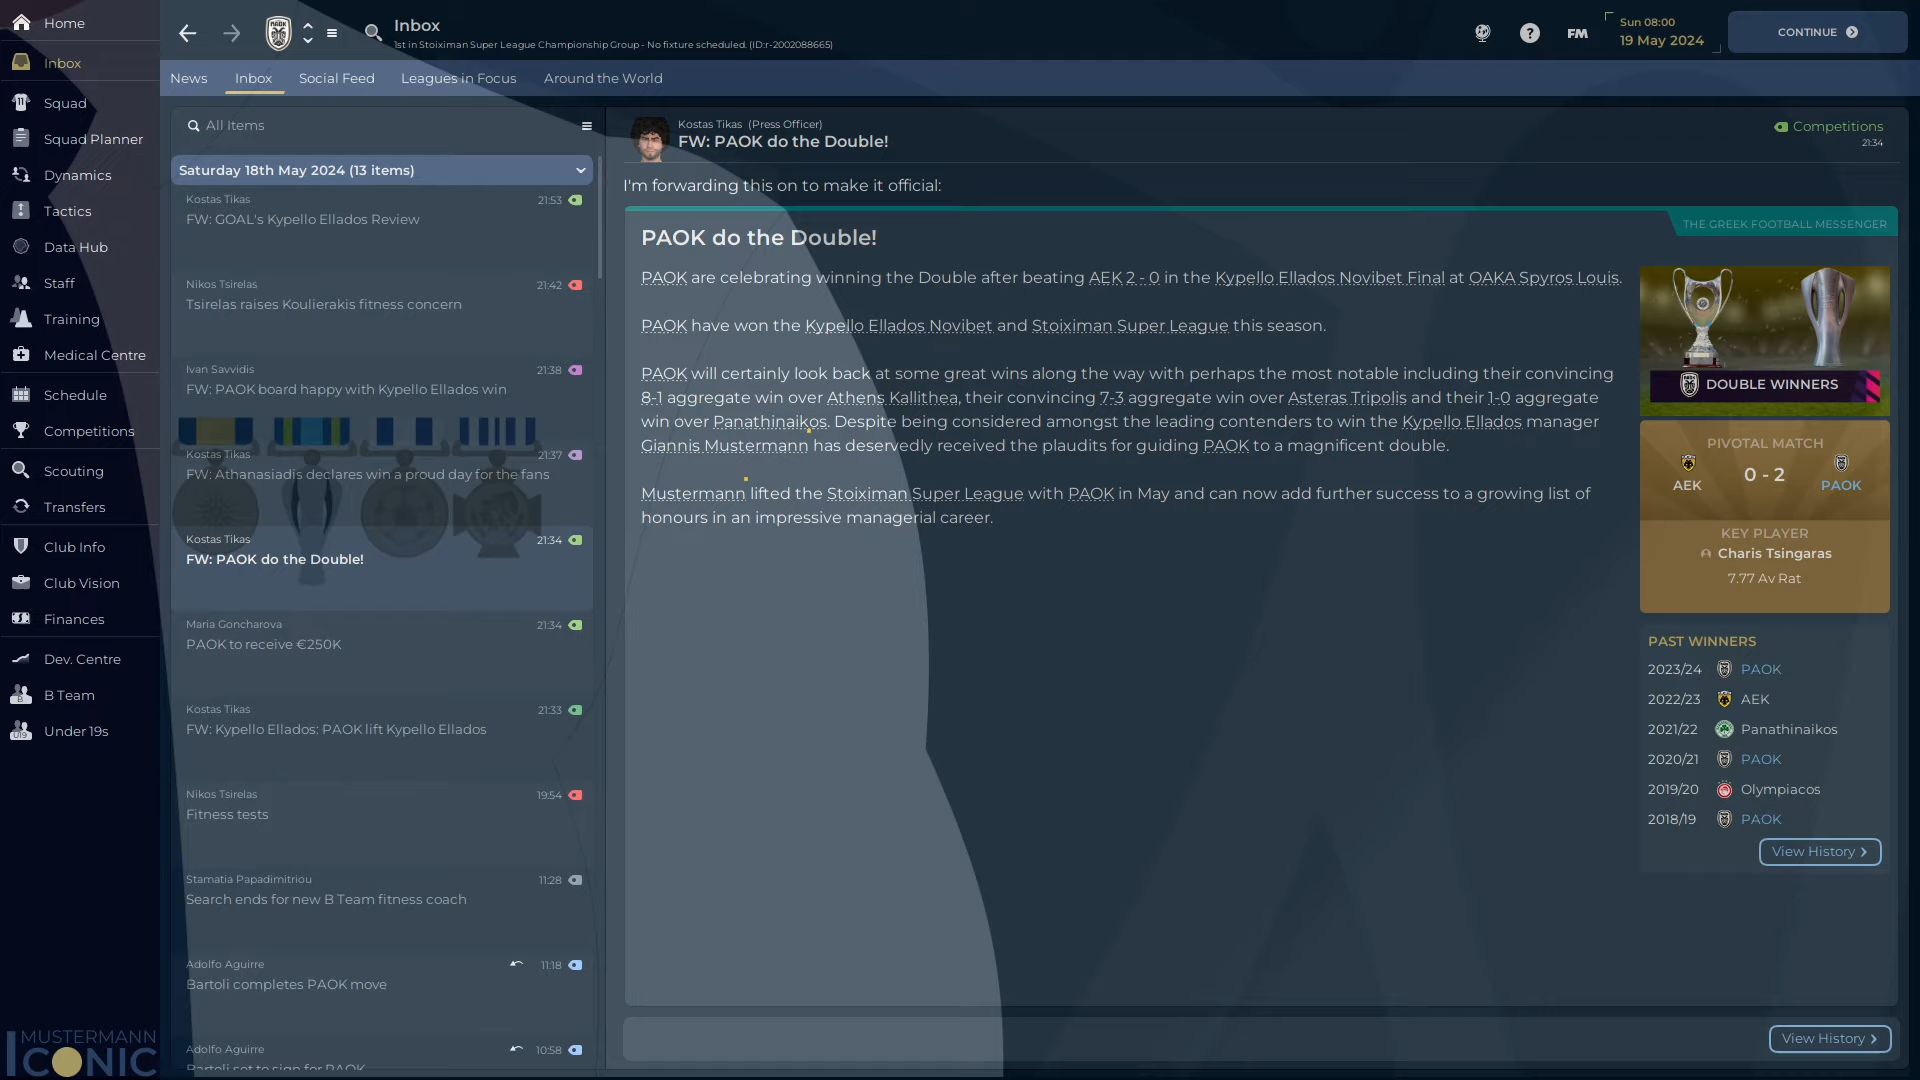 Home
Inbox
Squad
Squad Planner
Dynamics
Tactics
Data Hub
Staff
Training
Medical Centre
Schedule
Competitions
Scouting
Transfers
Club Info
Club Vision
Finances
Dev. Centre
B Team
Under 19s
MUSTERMANN
ICONIC
Inbox
1st in Stoiximan Super League Championship Group - No fixture scheduled. (ID:r-2002088665)
FM
Sun 08:00
19 May 2024
CONTINUE
News Inbox Social Feed Leagues in Focus Around the World
All Items
Saturday 18th May 2024 (13 items)
Kostas Tikas 21:53
FW: GOAL's Kypello Ellados Review
Nikos Tsirelas 21:42
Tsirelas raises Koulierakis fitness concern
Ivan Savvidis 21:38
FW: PAOK board happy with Kypello Ellados win
Kostas Tikas 21:37
FW: Athanasiadis declares win a proud day for the fans
Kostas Tikas 21:34
FW: PAOK do the Double!
Maria Goncharova 21:34
PAOK to receive €250K
Kostas Tikas 21:33
FW: Kypello Ellados: PAOK lift Kypello Ellados
Nikos Tsirelas 19:54
Fitness tests
Stamatia Papadimitriou 11:28
Search ends for new B Team fitness coach
Adolfo Aguirre 11:18
Bartoli completes PAOK move
Adolfo Aguirre 10:58
Bartoli set to sign for PAOK
Kostas Tikas (Press Officer)
FW: PAOK do the Double!
Competitions
21:34
I'm forwarding this on to make it official:
THE GREEK FOOTBALL MESSENGER
PAOK do the Double!
PAOK are celebrating winning the Double after beating AEK 2 - 0 in the Kypello Ellados Novibet Final at OAKA Spyros Louis.
PAOK have won the Kypello Ellados Novibet and Stoiximan Super League this season.
PAOK will certainly look back at some great wins along the way with perhaps the most notable including their convincing
8-1 aggregate win over Athens Kallithea, their convincing 7-3 aggregate win over Asteras Tripolis and their 1-0 aggregate
win over Panathinaikos. Despite being considered amongst the leading contenders to win the Kypello Ellados manager
Giannis Mustermann has deservedly received the plaudits for guiding PAOK to a magnificent double.
Mustermann lifted the Stoiximan Super League with PAOK in May and can now add further success to a growing list of
honours in an impressive managerial career.
DOUBLE WINNERS
PIVOTAL MATCH
AEK 0 - 2 PAOK
KEY PLAYER
Charis Tsingaras
7.77 Av Rat
PAST WINNERS
2023/24 PAOK
2022/23 AEK
2021/22 Panathinaikos
2020/21 PAOK
2019/20 Olympiacos
2018/19 PAOK
View History
View History